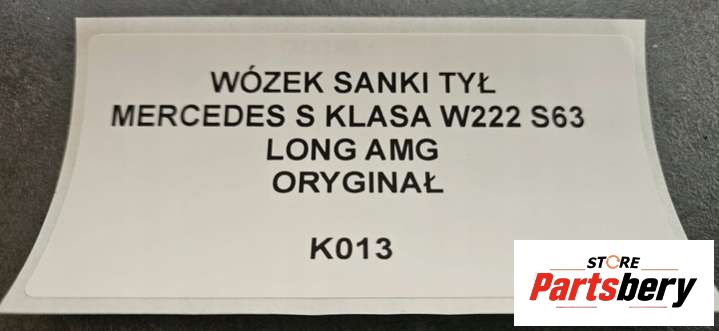 WÓZEK SANKI TYŁ
MERCEDES S KLASA W222 S63
LONG AMG
ORYGINAŁ
K013
STORE
Partsbery